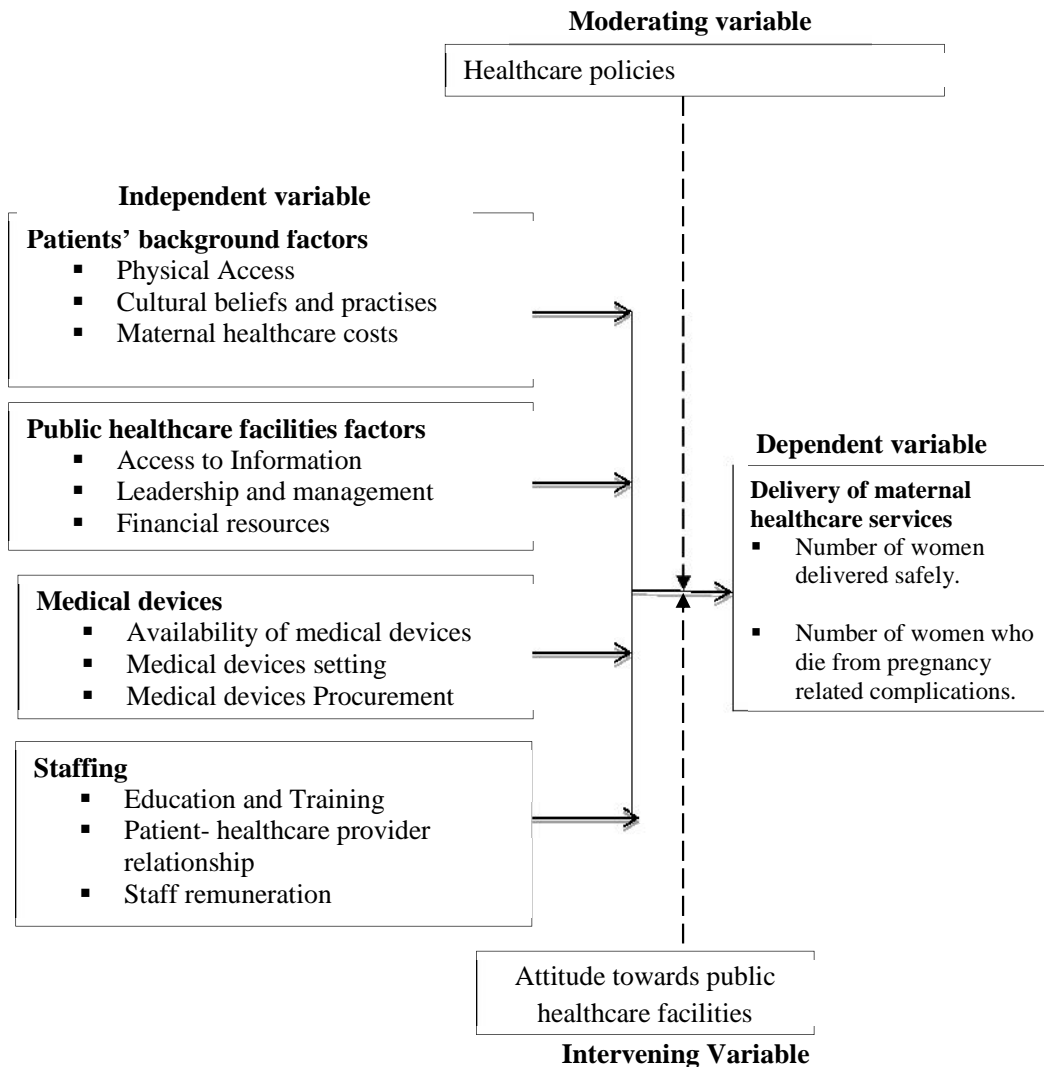 Moderating variable
Healthcare policies
Independent variable
Patients’ background factors
▪ Physical Access
▪ Cultural beliefs and practises
▪ Maternal healthcare costs
Public healthcare facilities factors
▪ Access to Information
▪ Leadership and management
▪ Financial resources
Medical devices
▪ Availability of medical devices
▪ Medical devices setting
▪ Medical devices Procurement
Staffing
▪ Education and Training
▪ Patient- healthcare provider
relationship
▪ Staff remuneration
Dependent variable
Delivery of maternal
healthcare services
▪ Number of women
delivered safely.
▪ Number of women who
die from pregnancy
related complications.
Attitude towards public
healthcare facilities
Intervening Variable